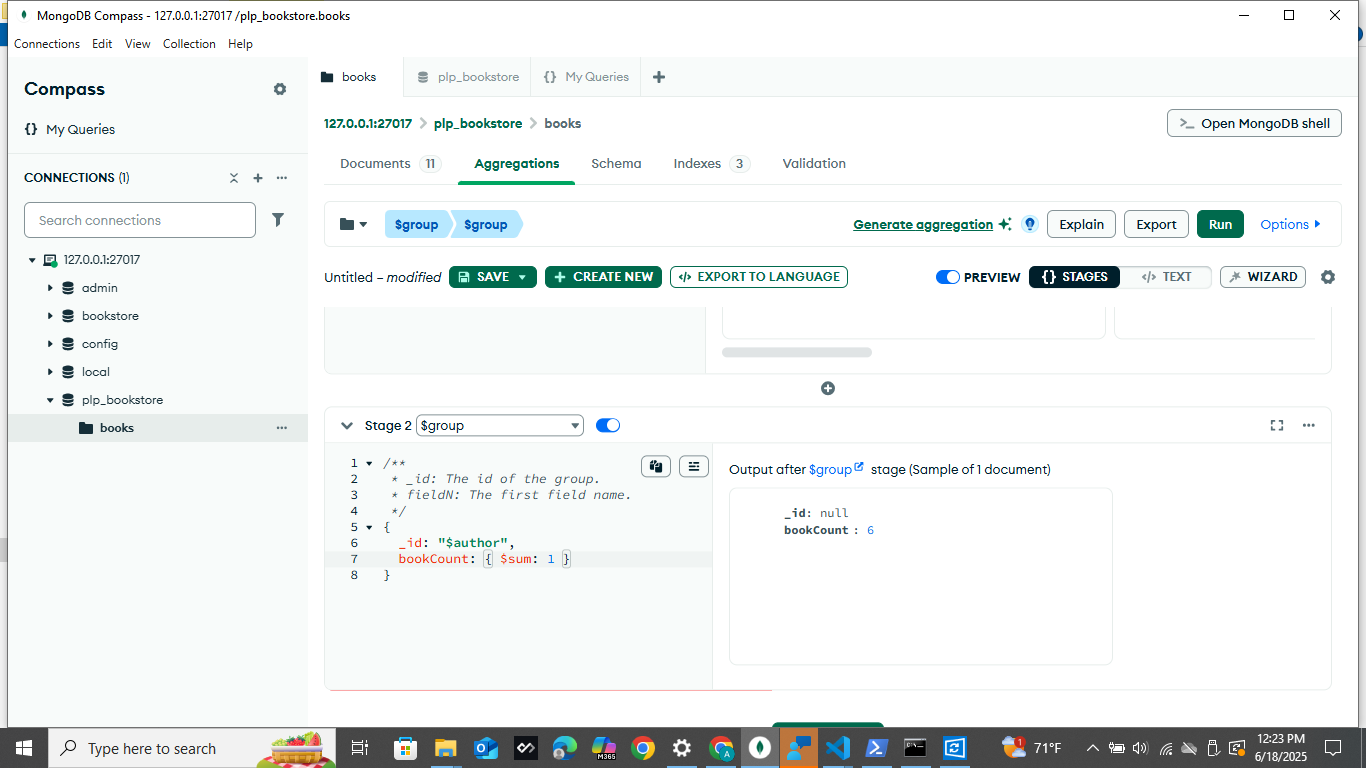 MongoDB Compass - 127.0.0.1:27017 /plp_bookstore.books
Connections Edit View Collection Help
Compass
My Queries
CONNECTIONS (1)
Search connections
127.0.0.1:27017
admin
bookstore
config
local
plp_bookstore
books
books
plp_bookstore
{} My Queries
127.0.0.1:27017 > plp_bookstore > books
>_ Open MongoDB shell
Documents 11 Aggregations Schema Indexes 3 Validation
$group $group
Generate aggregation
Explain
Export
Run
Options
Untitled – modified
SAVE
+ CREATE NEW
</> EXPORT TO LANGUAGE
PREVIEW
{} STAGES
</> TEXT
WIZARD
Stage 2 $group
1 /**
2 * _id: The id of the group.
3 * fieldN: The first field name.
4 */
5 {
6 _id: "$author",
7 bookCount: { $sum: 1 }
8 }
Output after $group stage (Sample of 1 document)
_id: null
bookCount : 6
Type here to search
M365
A
1
71°F
12:23 PM
6/18/2025